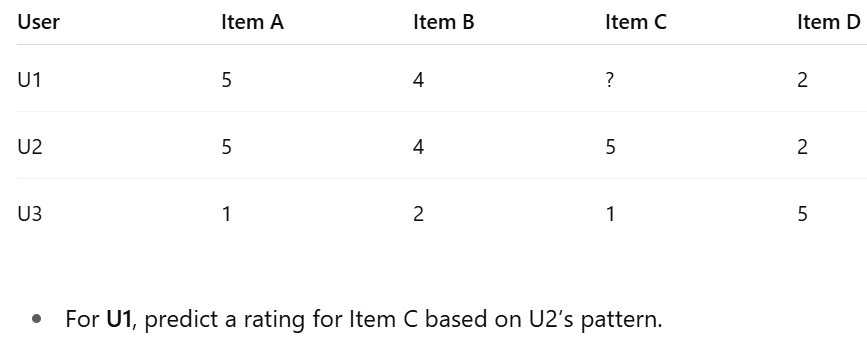 User Item A Item B Item C Item D
U1 5 4 ? 2
U2 5 4 5 2
U3 1 2 1 5
• For U1, predict a rating for Item C based on U2’s pattern.